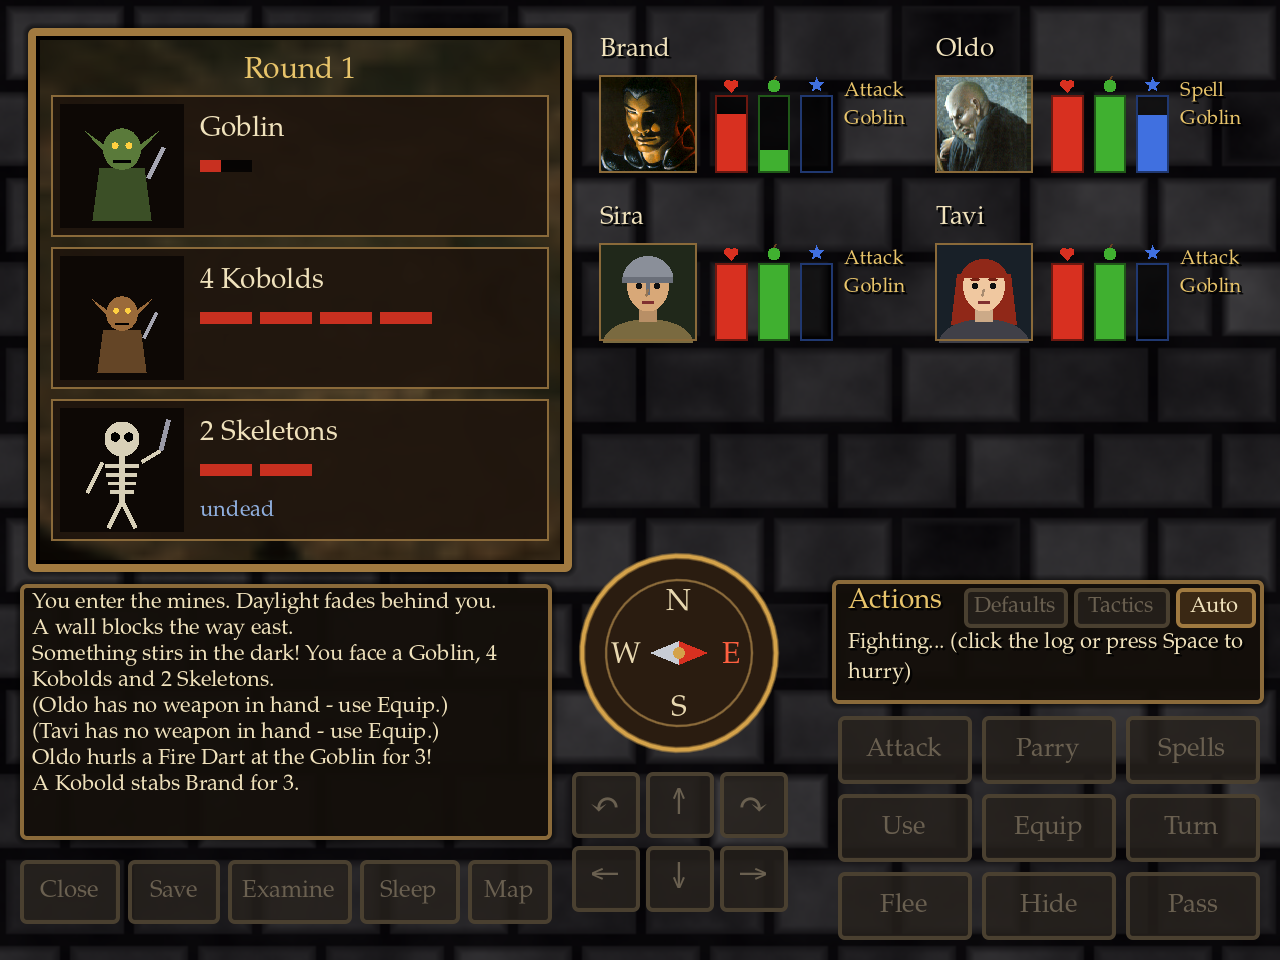 Round 1
Goblin
4 Kobolds
2 Skeletons
undead
Brand
Attack
Goblin
Oldo
Spell
Goblin
Sira
Attack
Goblin
Tavi
Attack
Goblin
You enter the mines. Daylight fades behind you.
A wall blocks the way east.
Something stirs in the dark! You face a Goblin, 4
Kobolds and 2 Skeletons.
(Oldo has no weapon in hand - use Equip.)
(Tavi has no weapon in hand - use Equip.)
Oldo hurls a Fire Dart at the Goblin for 3!
A Kobold stabs Brand for 3.
N
W E
S
Actions Defaults Tactics Auto
Fighting... (click the log or press Space to
hurry)
Attack Parry Spells
Use Equip Turn
Flee Hide Pass
Close Save Examine Sleep Map